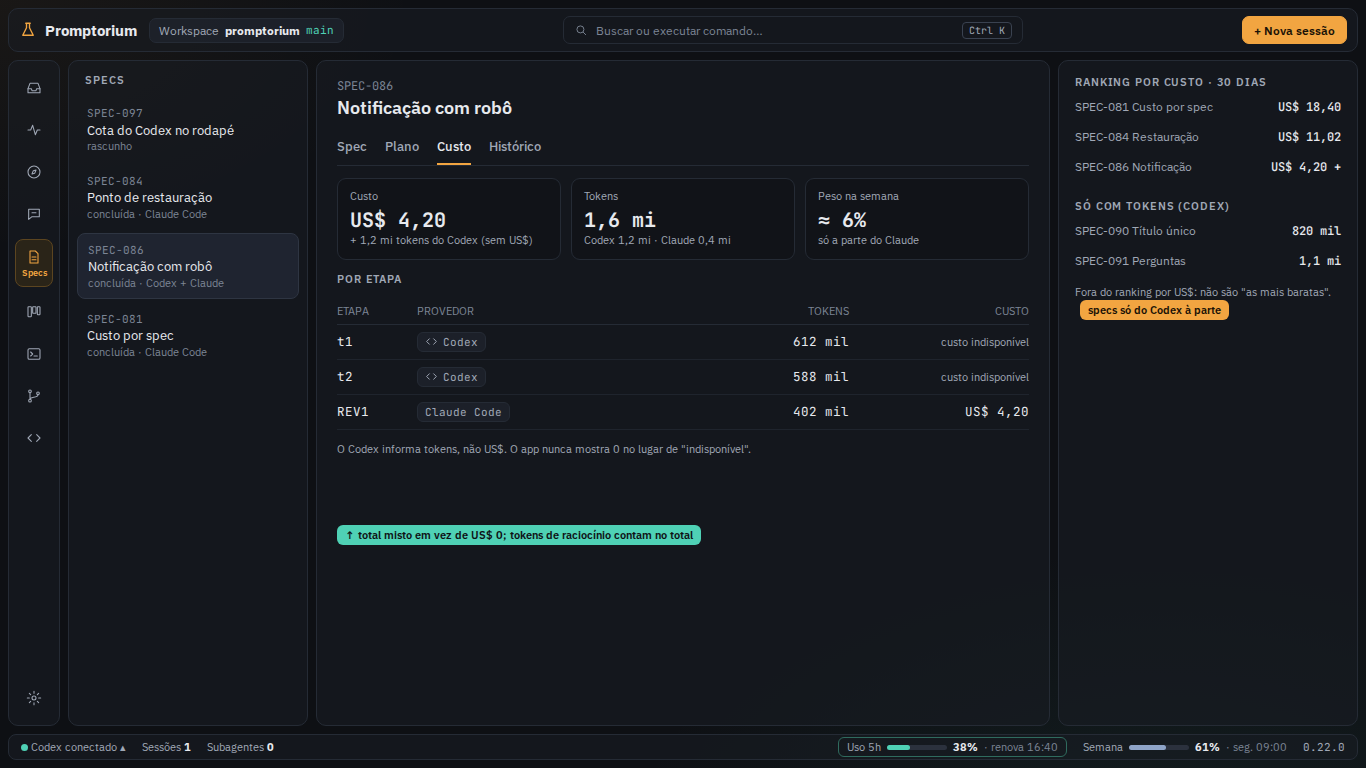 Promptorium
Workspace promptorium main
Buscar ou executar comando...
Ctrl K
+ Nova sessão
Specs
SPECS
SPEC-097
Cota do Codex no rodapé
rascunho
SPEC-084
Ponto de restauração
concluída · Claude Code
SPEC-086
Notificação com robô
concluída · Codex + Claude
SPEC-081
Custo por spec
concluída · Claude Code
SPEC-086
Notificação com robô
Spec Plano Custo Histórico
Custo
US$ 4,20
+ 1,2 mi tokens do Codex (sem US$)
Tokens
1,6 mi
Codex 1,2 mi · Claude 0,4 mi
Peso na semana
≈ 6%
só a parte do Claude
POR ETAPA
ETAPA PROVEDOR TOKENS CUSTO
t1 Codex 612 mil custo indisponível
t2 Codex 588 mil custo indisponível
REV1 Claude Code 402 mil US$ 4,20
O Codex informa tokens, não US$. O app nunca mostra 0 no lugar de "indisponível".
↑ total misto em vez de US$ 0; tokens de raciocínio contam no total
RANKING POR CUSTO · 30 DIAS
SPEC-081 Custo por spec US$ 18,40
SPEC-084 Restauração US$ 11,02
SPEC-086 Notificação US$ 4,20 +
SÓ COM TOKENS (CODEX)
SPEC-090 Título único 820 mil
SPEC-091 Perguntas 1,1 mi
Fora do ranking por US$: não são "as mais baratas".
specs só do Codex à parte
Codex conectado ▴ Sessões 1 Subagentes 0
Uso 5h 38% · renova 16:40
Semana 61% · seg. 09:00
0.22.0